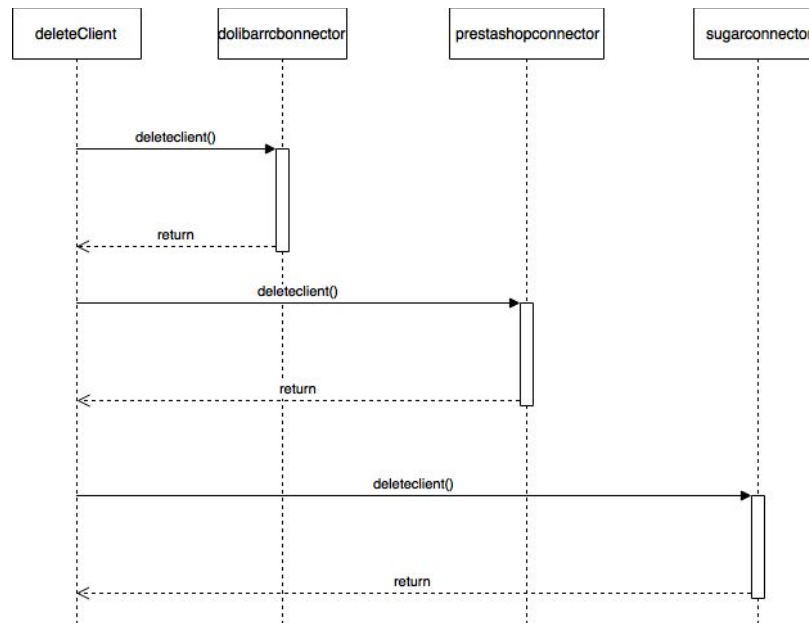 deleteClient
dolibarrcbonnector
prestashopconnector
sugarconnector
deleteclient()
return
deleteclient()
return
deleteclient()
return